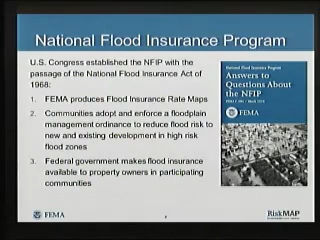 National Flood Insurance Program
U.S. Congress established the NFIP with the
passage of the National Flood Insurance Act of
1968:
1. FEMA produces Flood Insurance Rate Maps
2. Communities adopt and enforce a floodplain
management ordinance to reduce flood risk to
new and existing development in high risk
flood zones
3. Federal government makes flood insurance
available to property owners in participating
communities
National Flood Insurance Program
Answers to
Questions About
the NFIP
FEMA
FEMA
RiskMAP